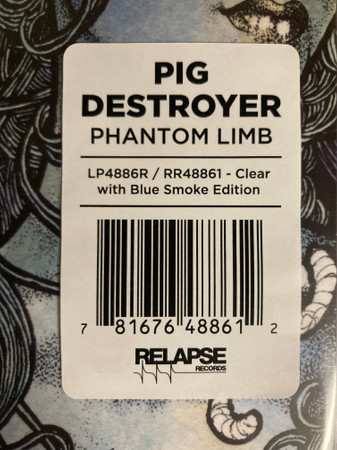 PIG
DESTROYER
PHANTOM LIMB
LP4886R / RR48861 - Clear
with Blue Smoke Edition
7 81676 48861 2
RELAPSE
RECORDS